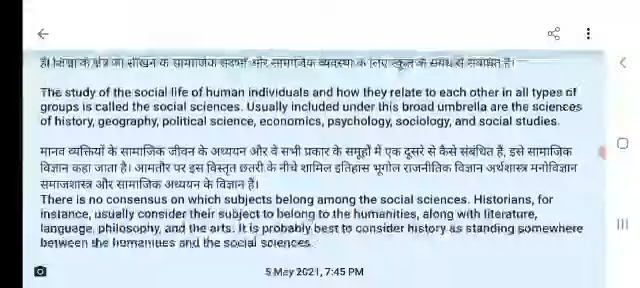 है। शिक्षा के क्षेत्र जो सीखने के सामाजिक संदर्भ और सामाजिक व्यवस्था के लिए स्कूल के संबंध से संबंधित है।
The study of the social life of human individuals and how they relate to each other in all types of
groups is called the social sciences. Usually included under this broad umbrella are the sciences
of history, geography, political science, economics, psychology, sociology, and social studies.
मानव व्यक्तियों के सामाजिक जीवन के अध्ययन और वे सभी प्रकार के समूहों में एक दूसरे से कैसे संबंधित हैं, इसे सामाजिक
विज्ञान कहा जाता है। आमतौर पर इस विस्तृत छतरी के नीचे शामिल इतिहास भूगोल राजनीतिक विज्ञान अर्थशास्त्र मनोविज्ञान
समाजशास्त्र और सामाजिक अध्ययन के विज्ञान हैं।
There is no consensus on which subjects belong among the social sciences. Historians, for
instance, usually consider their subject to belong to the humanities, along with literature,
language, philosophy, and the arts. It is probably best to consider history as standing somewhere
between the humanities and the social sciences.
5 May 2021, 7:45 PM